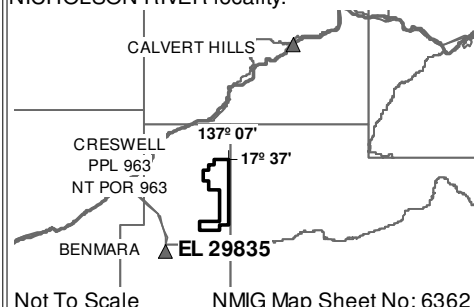 NICHOLSON RIVER locality.
CALVERT HILLS
137º 07'
CRESWELL
17º 37'
PPL 963
NT POR 963
BENMARA
EL 29835
Not To Scale
NMIG Map Sheet No: 6362